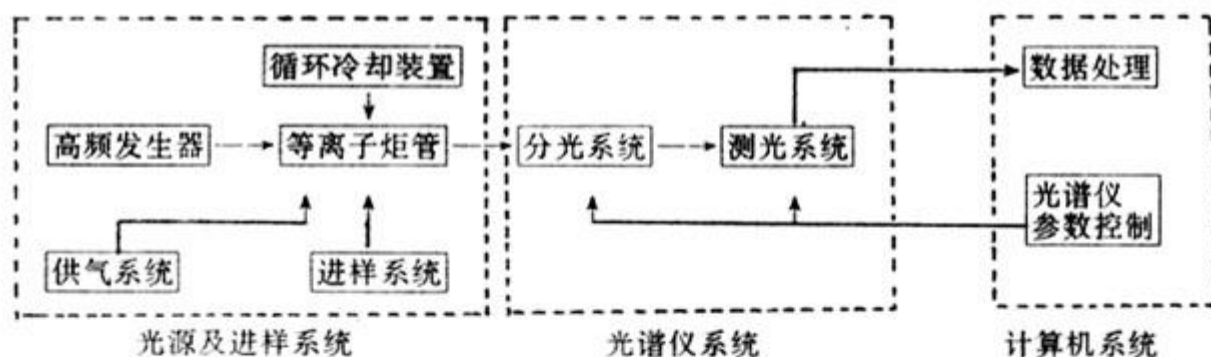 循环冷却装置
数据处理
高频发生器
等离子炬管
分光系统
测光系统
光谱仪
参数控制
供气系统
进样系统
光源及进样系统
光谱仪系统
计算机系统